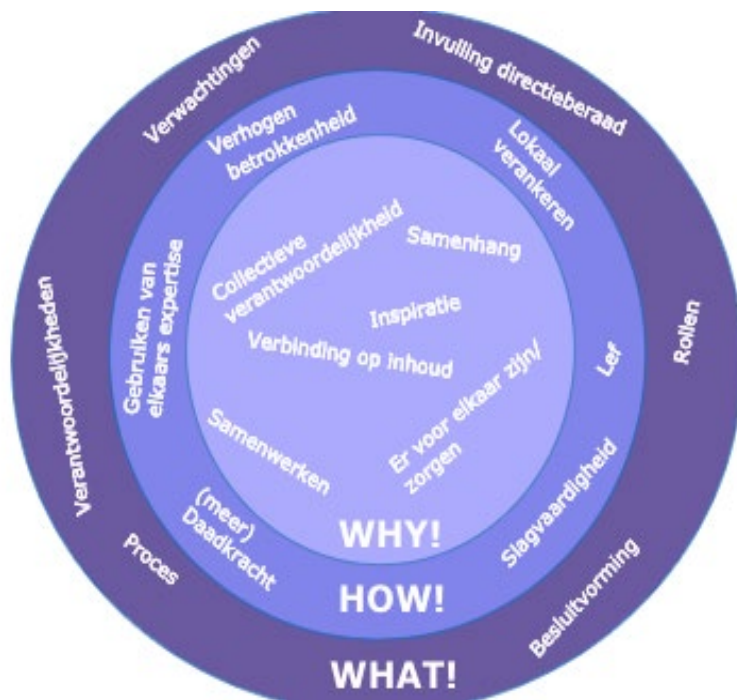 Verwachtingen
Invulling directieberaad
Verhogen
betrokkenheid
Lokaal
verankeren
Collectieve
verantwoordelijkheid
Samenhang
Gebruiken van
elkaars expertise
Inspiratie
Verbinding op inhoud
Lef
Rollen
Verantwoordelijkheden
Er voor elkaar zijn/
zorgen
Samenwerken
(meer)
Daadkracht
Slagvaardigheid
Proces
Besluitvorming
WHY!
HOW!
WHAT!